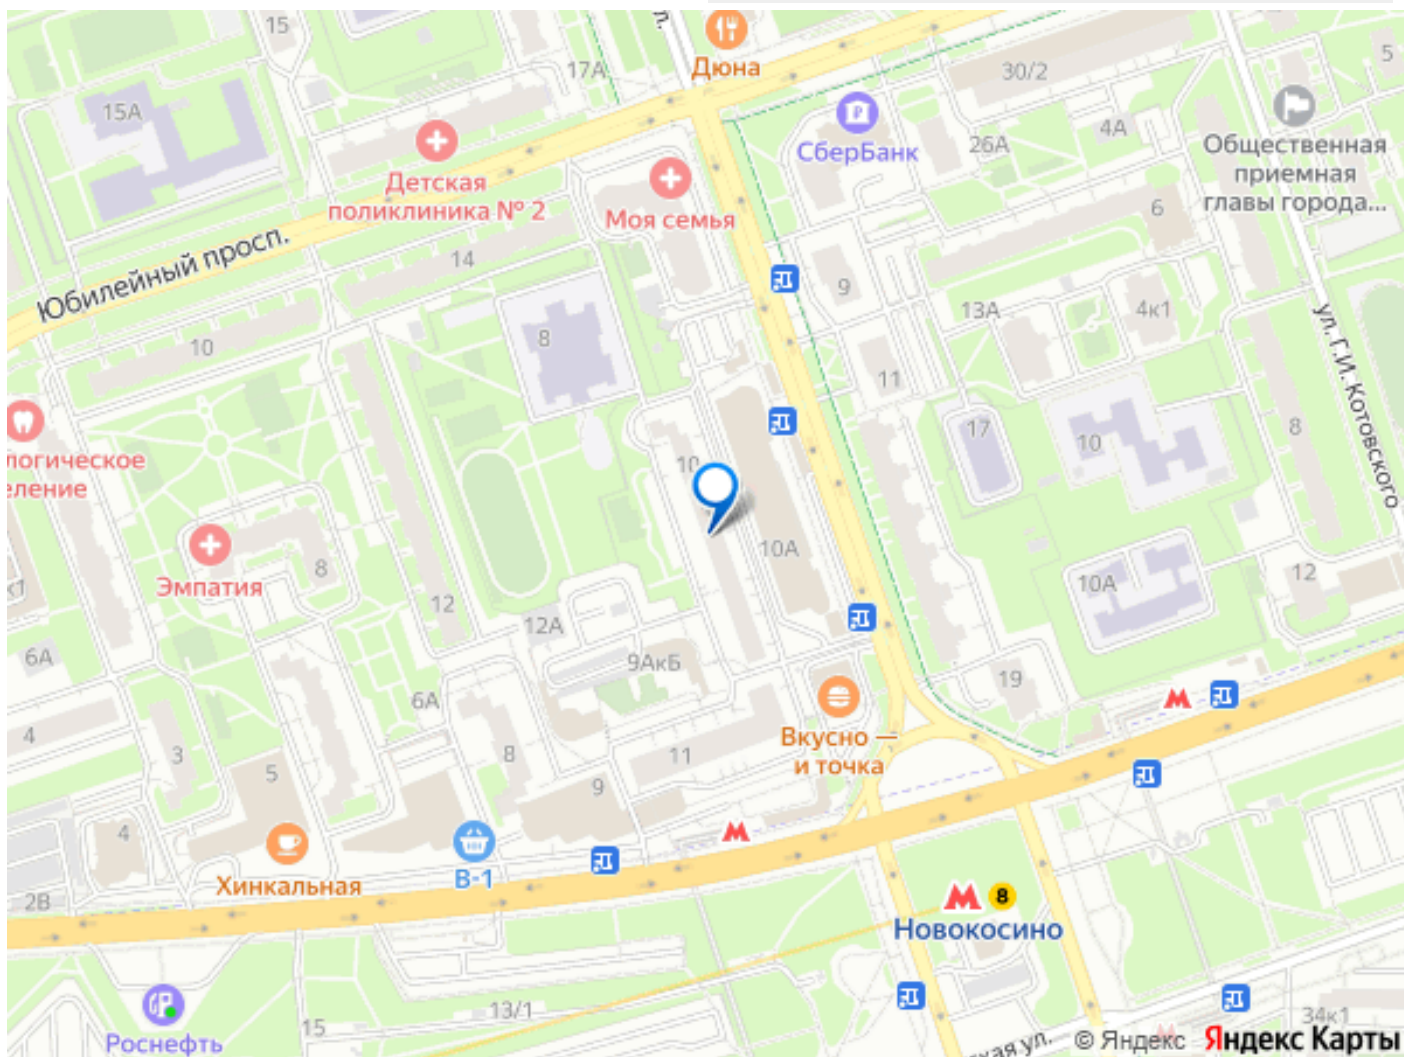 15
Дюна
5
17А
30/2
15А
СберБанк
4А
26А
Общественная
приемная
главы города...
Детская
поликлиника № 2
Моя семья
6
Юбилейный просп.
14
9
13А
4к1
ул. Г.И. Котовского
10
8
11
17
10
8
логическое
еление
10
10А
Эмпатия
8
12
12А
10А
12
к1
6А
9АкБ
19
6А
4
3
5
8
11
9
Вкусно —
и точка
4
Хинкальная
В-1
2В
8
Новокосино
13/1
15
Роснефть
34к1
кая ул.
© Яндекс Яндекс Карты